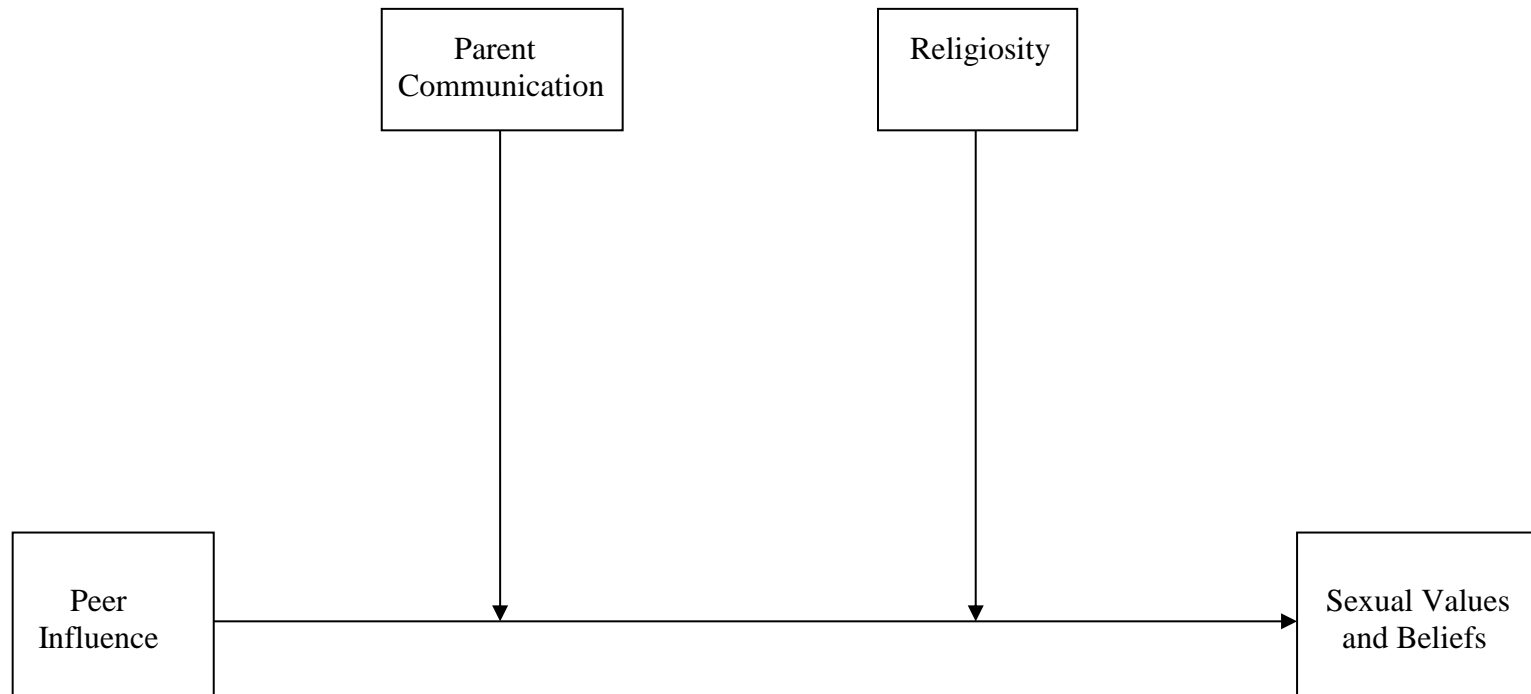 Parent
Communication
Religiosity
Peer
Influence
Sexual Values
and Beliefs